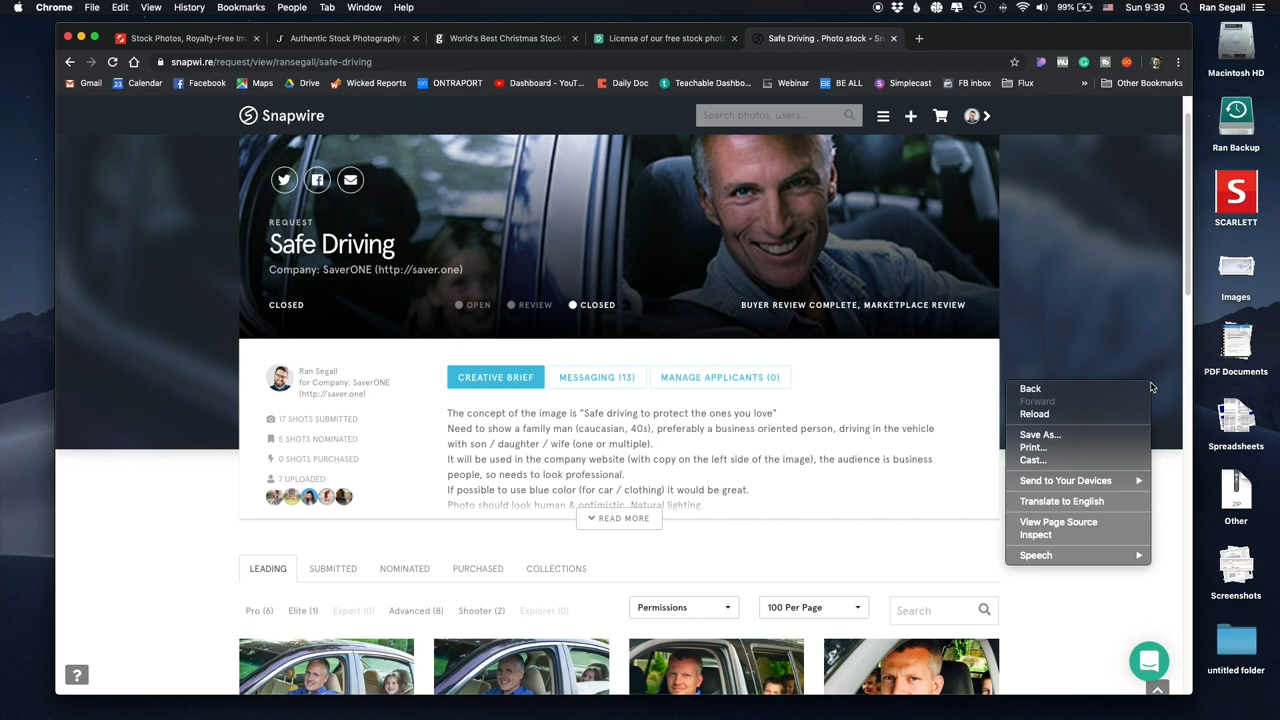 Chrome File Edit View History Bookmarks People Tab Window Help
99% Sun 9:39 Ran Segall
Stock Photos, Royalty-Free Im
Authentic Stock Photography
World's Best Christmas Stock
License of our free stock phot
Safe Driving . Photo stock - Sn
snapwi.re/request/view/ransegall/safe-driving
Gmail Calendar Facebook Drive Wicked Reports ONTRAPORT Dashboard - YouT... Daily Doc Teachable Dashbo... Webinar BE ALL Simplecast FB inbox Flux » Other Bookmarks
Snapwire
Search photos, users...
REQUEST
Safe Driving
Company: SaverONE (http://saver.one)
CLOSED OPEN REVIEW CLOSED BUYER REVIEW COMPLETE, MARKETPLACE REVIEW
Ran Segall
for Company: SaverONE
(http://saver.one)
17 SHOTS SUBMITTED
5 SHOTS NOMINATED
0 SHOTS PURCHASED
7 UPLOADED
CREATIVE BRIEF MESSAGING (13) MANAGE APPLICANTS (0)
The concept of the image is "Safe driving to protect the ones you love"
Need to show a family man (caucasian, 40s), preferably a business oriented person, driving in the vehicle
with son / daughter / wife (one or multiple).
It will be used in the company website (with copy on the left side of the image), the audience is business
people, so needs to look professional.
If possible to use blue color (for car / clothing) it would be great.
Photo should look human & optimistic. Natural lighting.
READ MORE
LEADING SUBMITTED NOMINATED PURCHASED COLLECTIONS
Pro (6) Elite (1) Expert (0) Advanced (8) Shooter (2) Explorer (0)
Permissions
100 Per Page
Search
Back
Forward
Reload
Save As...
Print...
Cast...
Send to Your Devices
Translate to English
View Page Source
Inspect
Speech
?
Macintosh HD
Ran Backup
S
SCARLETT
Images
PDF Documents
Spreadsheets
ZIP
Other
Screenshots
untitled folder